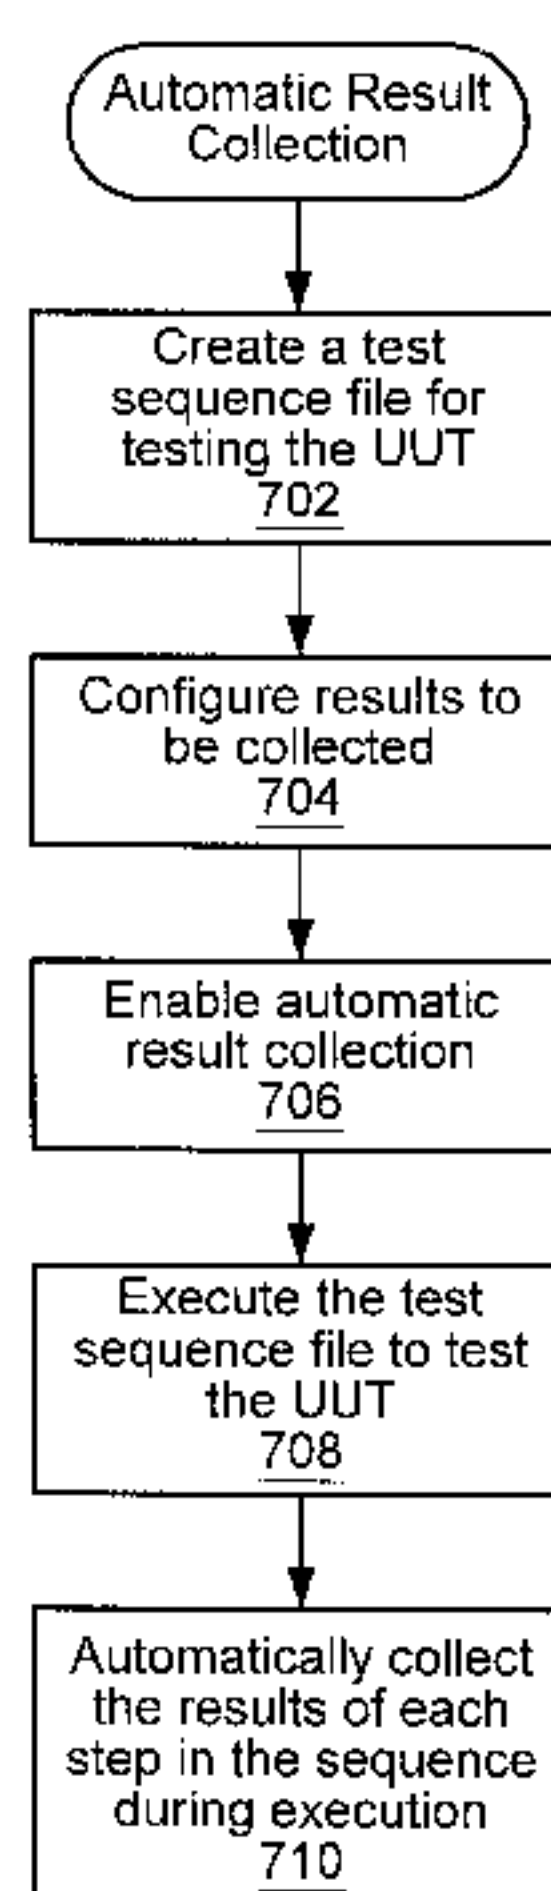 Automatic Result
Collection
Create a test
sequence file for
testing the UUT
702
Configure results to
be collected
704
Enable automatic
result collection
706
Execute the test
sequence file to test
the UUT
708
Automatically collect
the results of each
step in the sequence
during execution
710